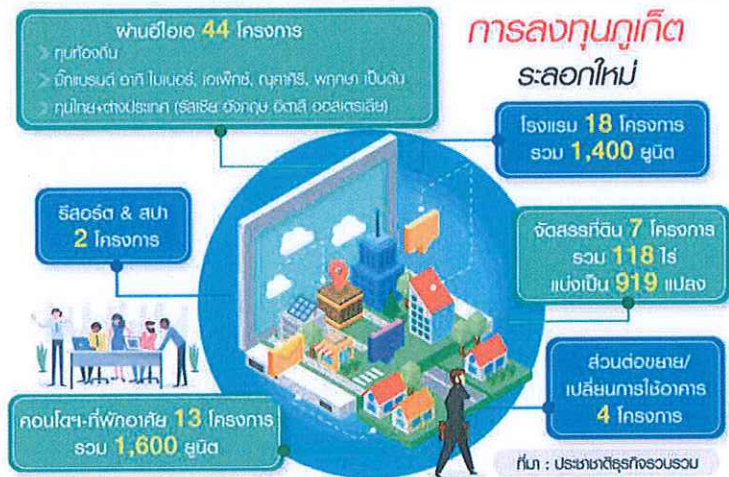 การลงทุนภูเก็ต
ระลอกใหม่
ผ่านอีไอเอ 44 โครงการ
ทุนท้องถิ่น
บิ๊กแบรนด์ อาทิ ไมเนอร์, เอเพ็กซ์, ณุศาศิริ, พฤกษา เป็นต้น
ทุนไทย+ต่างประเทศ (รัสเซีย อังกฤษ อิตาลี ออสเตรเลีย)
โรงแรม 18 โครงการ
รวม 1,400 ยูนิต
รีสอร์ต & สปา
2 โครงการ
จัดสรรที่ดิน 7 โครงการ
รวม 118 ไร่
แบ่งเป็น 919 แปลง
ส่วนต่อขยาย/
เปลี่ยนการใช้อาคาร
4 โครงการ
คอนโดฯ-ที่พักอาศัย 13 โครงการ
รวม 1,600 ยูนิต
ที่มา : ประชาชาติธุรกิจรวบรวม